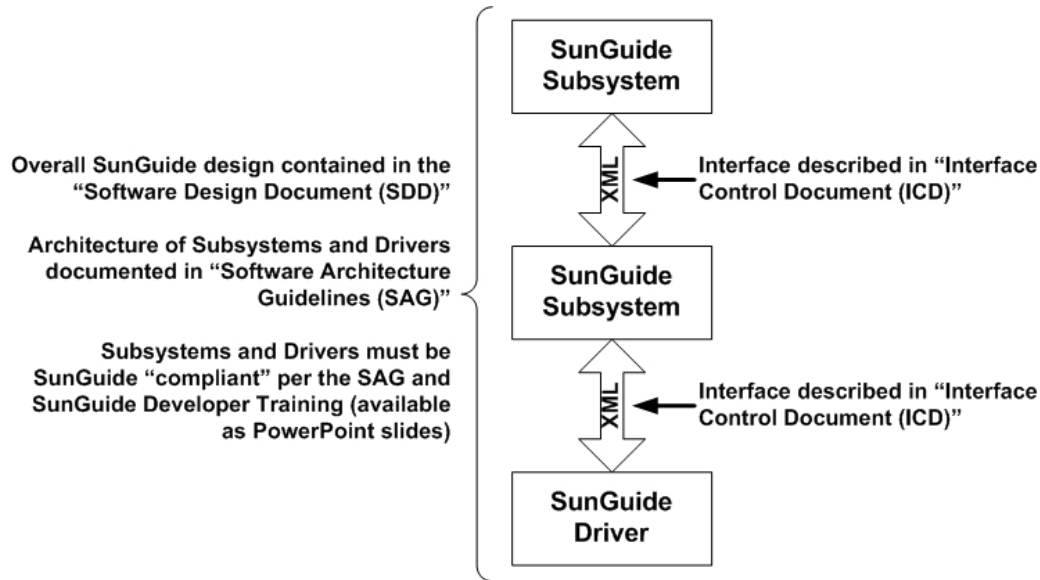 SunGuide
Subsystem
Overall SunGuide design contained in the
“Software Design Document (SDD)”
XML
Interface described in “Interface
Control Document (ICD)”
Architecture of Subsystems and Drivers
documented in “Software Architecture
Guidelines (SAG)”
SunGuide
Subsystem
Subsystems and Drivers must be
SunGuide “compliant” per the SAG and
SunGuide Developer Training (available
as PowerPoint slides)
XML
Interface described in “Interface
Control Document (ICD)”
SunGuide
Driver